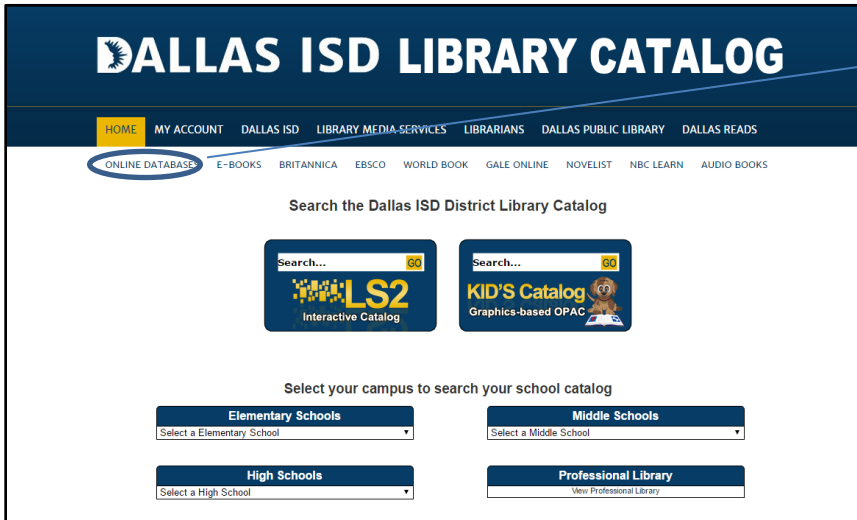 DALLAS ISD LIBRARY CATALOG
HOME MY ACCOUNT DALLAS ISD LIBRARY MEDIA SERVICES LIBRARIANS DALLAS PUBLIC LIBRARY DALLAS READS
ONLINE DATABASES E-BOOKS BRITANNICA EBSCO WORLD BOOK GALE ONLINE NOVELIST NBC LEARN AUDIO BOOKS
Search the Dallas ISD District Library Catalog
Search... GO Search... GO
LS2 KID'S Catalog
Interactive Catalog Graphics-based OPAC
Select your campus to search your school catalog
Elementary Schools Middle Schools
Select a Elementary School Select a Middle School
High Schools Professional Library
Select a High School View Professional Library